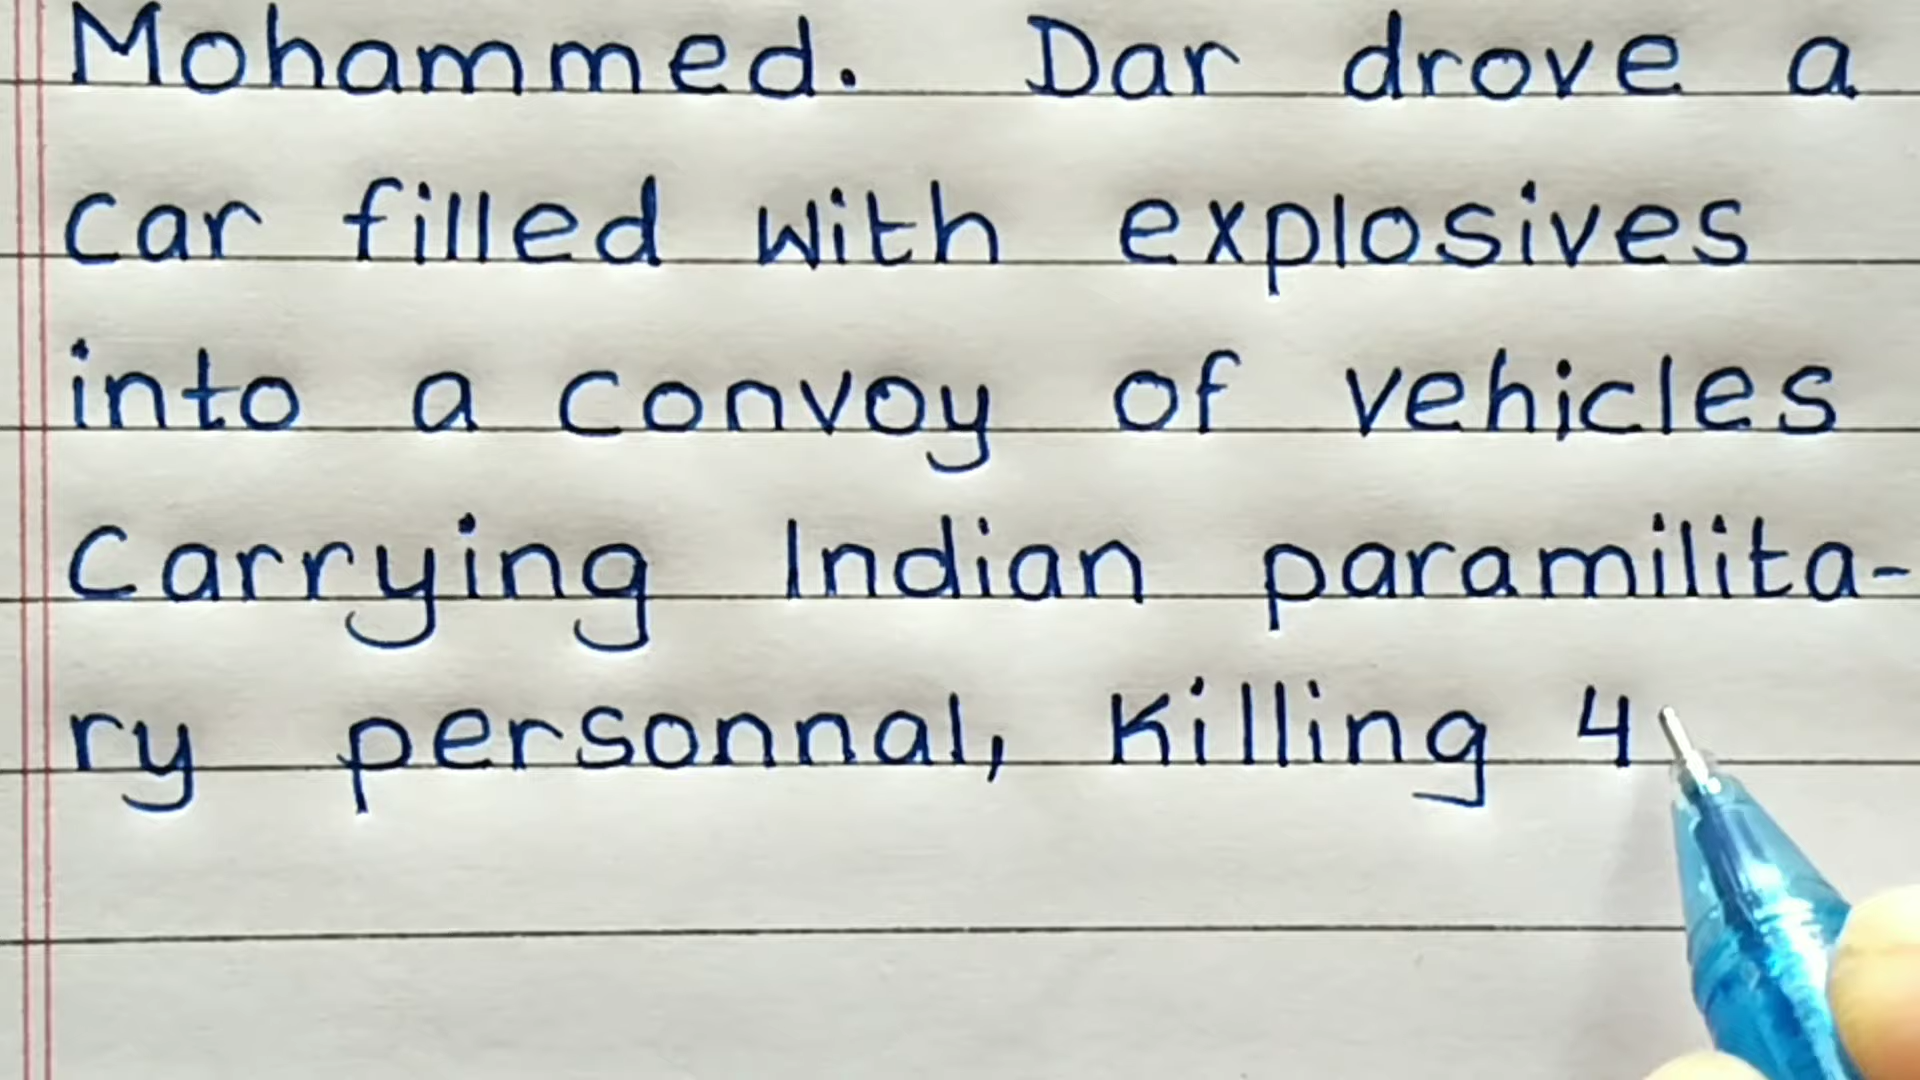 Mohammed. Dar drove a
car filled with explosives
into a convoy of vehicles
Carrying Indian paramilita-
ry personnal, Killing 4